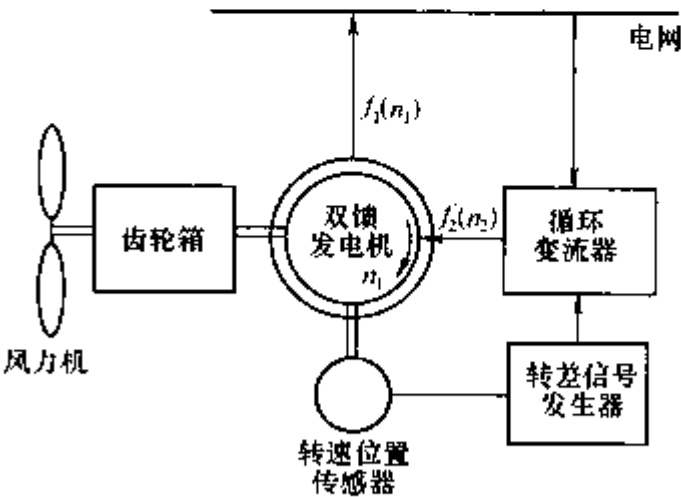 电网
f₁(n₁)
双馈
发电机
n₁
f₂(n₂)
循环
变流器
齿轮箱
风力机
转差信号
发生器
转速位置
传感器